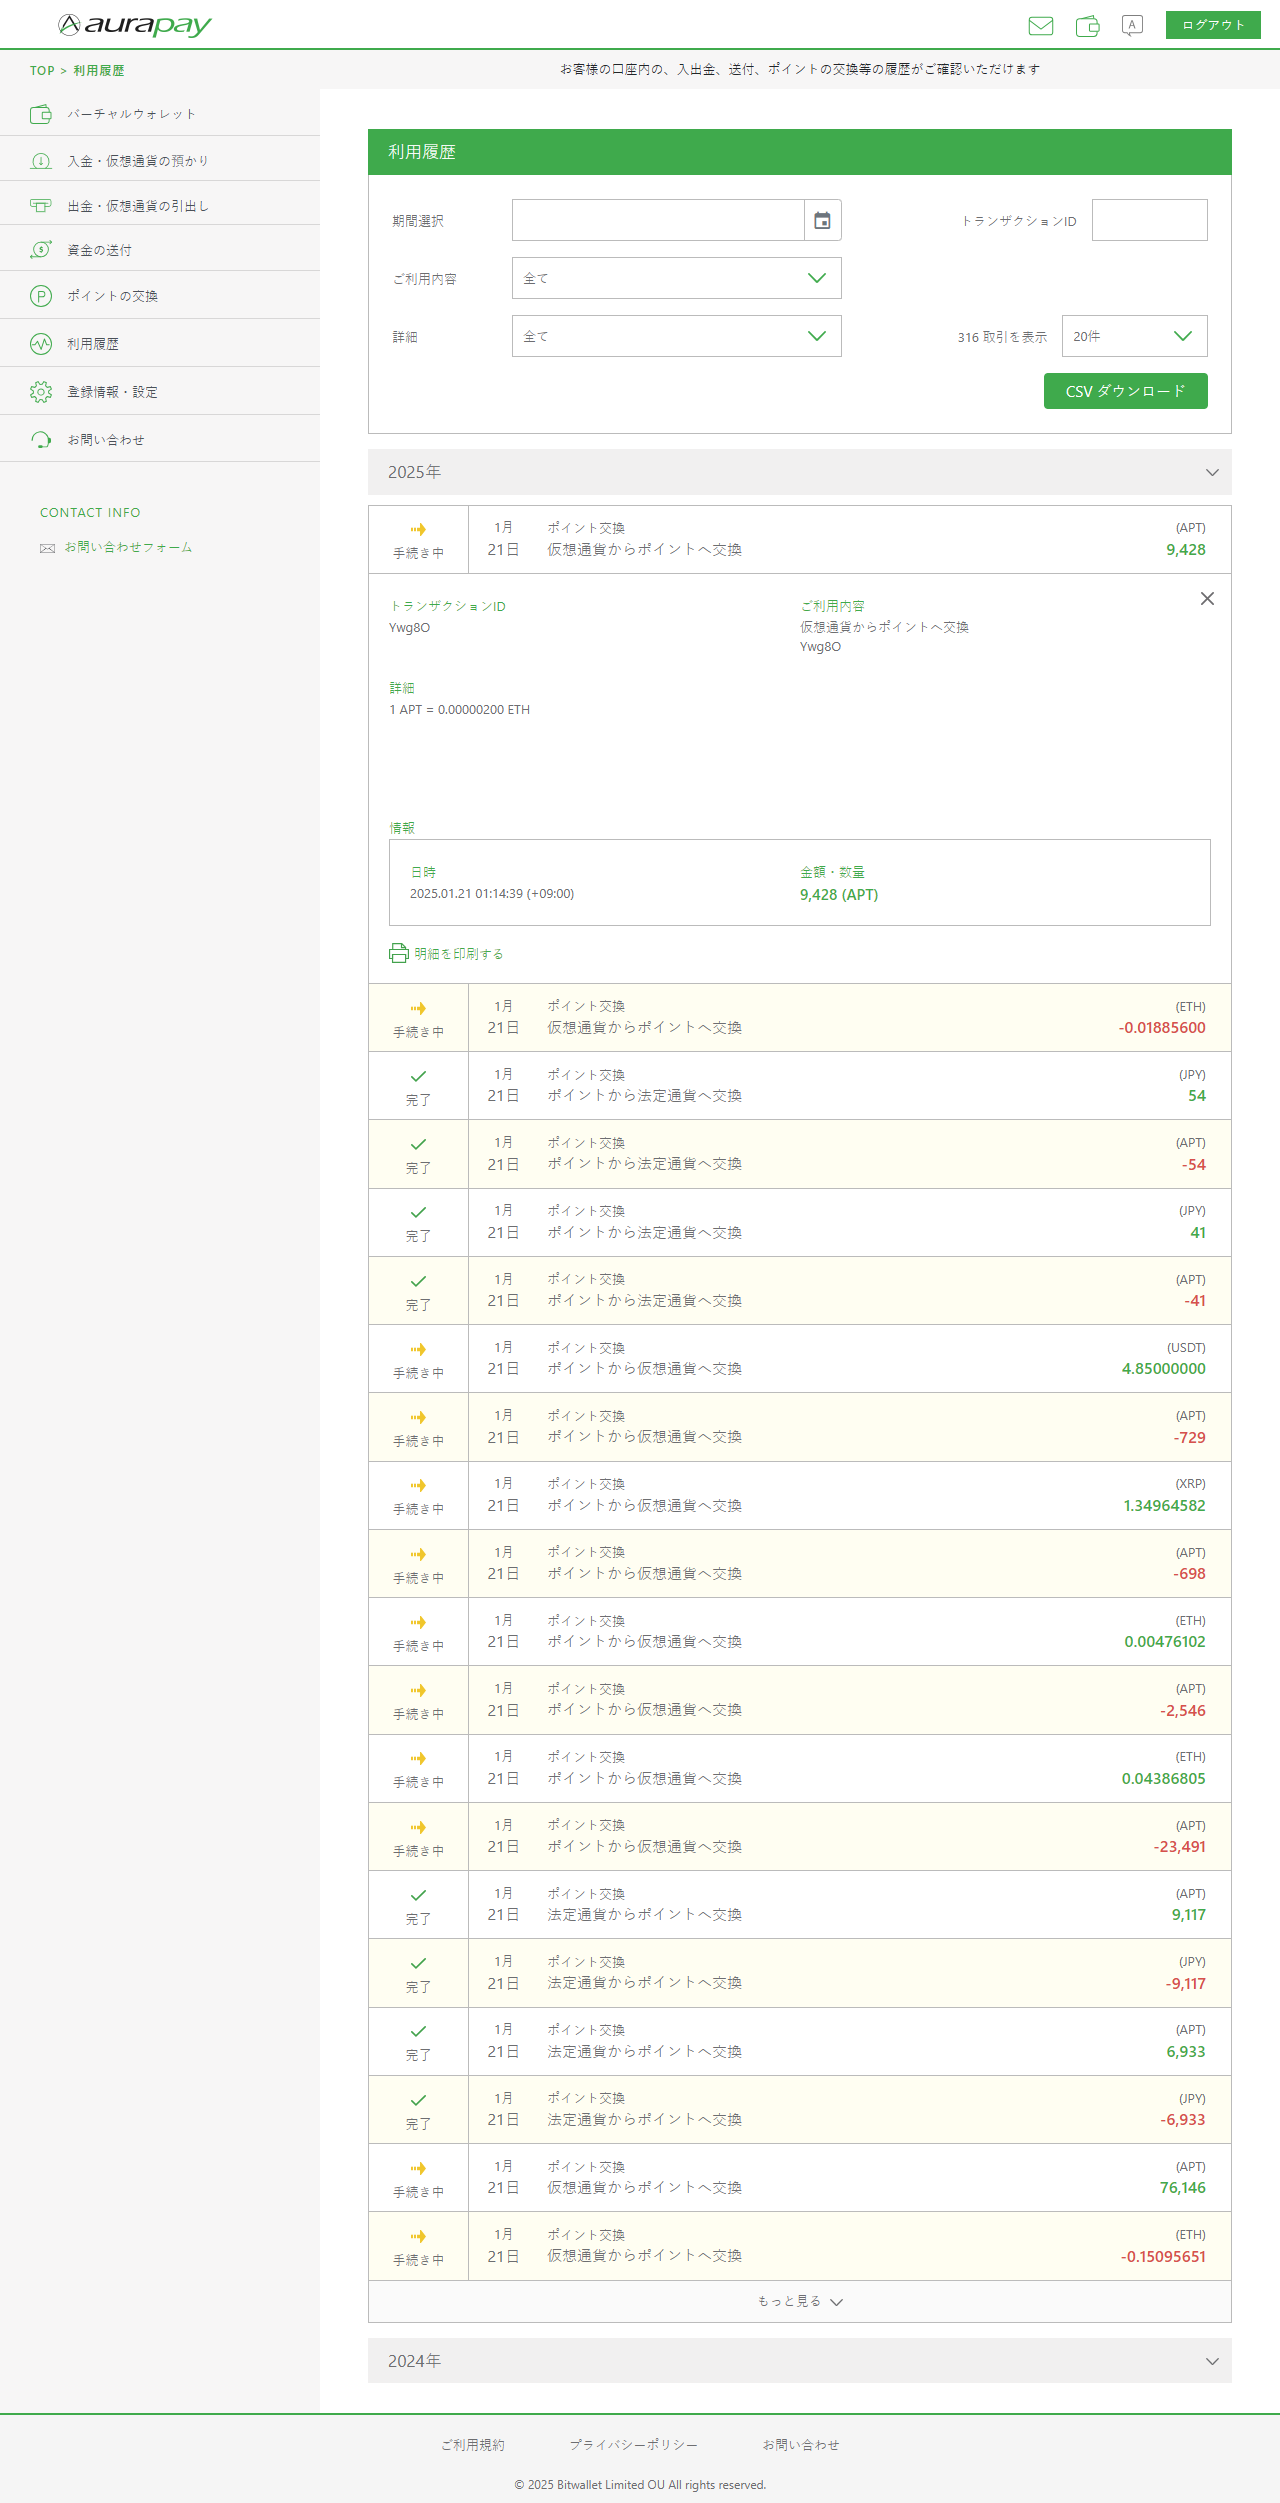 aurapay
A
ログアウト
TOP > 利用履歴
お客様の口座内の、入出金、送付、ポイントの交換等の履歴がご確認いただけます
バーチャルウォレット
入金・仮想通貨の預かり
出金・仮想通貨の引出し
資金の送付
ポイントの交換
利用履歴
登録情報・設定
お問い合わせ
CONTACT INFO
お問い合わせフォーム
利用履歴
期間選択
トランザクションID
ご利用内容
全て
詳細
全て
316 取引を表示
20件
CSV ダウンロード
2025年
手続き中
1月
21日
ポイント交換
仮想通貨からポイントへ交換
(APT)
9,428
トランザクションID
Ywg8O
ご利用内容
仮想通貨からポイントへ交換
Ywg8O
詳細
1 APT = 0.00000200 ETH
情報
日時
2025.01.21 01:14:39 (+09:00)
金額・数量
9,428 (APT)
明細を印刷する
手続き中
1月
21日
ポイント交換
仮想通貨からポイントへ交換
(ETH)
-0.01885600
完了
1月
21日
ポイント交換
ポイントから法定通貨へ交換
(JPY)
54
完了
1月
21日
ポイント交換
ポイントから法定通貨へ交換
(APT)
-54
完了
1月
21日
ポイント交換
ポイントから法定通貨へ交換
(JPY)
41
完了
1月
21日
ポイント交換
ポイントから法定通貨へ交換
(APT)
-41
手続き中
1月
21日
ポイント交換
ポイントから仮想通貨へ交換
(USDT)
4.85000000
手続き中
1月
21日
ポイント交換
ポイントから仮想通貨へ交換
(APT)
-729
手続き中
1月
21日
ポイント交換
ポイントから仮想通貨へ交換
(XRP)
1.34964582
手続き中
1月
21日
ポイント交換
ポイントから仮想通貨へ交換
(APT)
-698
手続き中
1月
21日
ポイント交換
ポイントから仮想通貨へ交換
(ETH)
0.00476102
手続き中
1月
21日
ポイント交換
ポイントから仮想通貨へ交換
(APT)
-2,546
手続き中
1月
21日
ポイント交換
ポイントから仮想通貨へ交換
(ETH)
0.04386805
手続き中
1月
21日
ポイント交換
ポイントから仮想通貨へ交換
(APT)
-23,491
完了
1月
21日
ポイント交換
法定通貨からポイントへ交換
(APT)
9,117
完了
1月
21日
ポイント交換
法定通貨からポイントへ交換
(JPY)
-9,117
完了
1月
21日
ポイント交換
法定通貨からポイントへ交換
(APT)
6,933
完了
1月
21日
ポイント交換
法定通貨からポイントへ交換
(JPY)
-6,933
手続き中
1月
21日
ポイント交換
仮想通貨からポイントへ交換
(APT)
76,146
手続き中
1月
21日
ポイント交換
仮想通貨からポイントへ交換
(ETH)
-0.15095651
もっと見る
2024年
ご利用規約
プライバシーポリシー
お問い合わせ
© 2025 Bitwallet Limited OU All rights reserved.